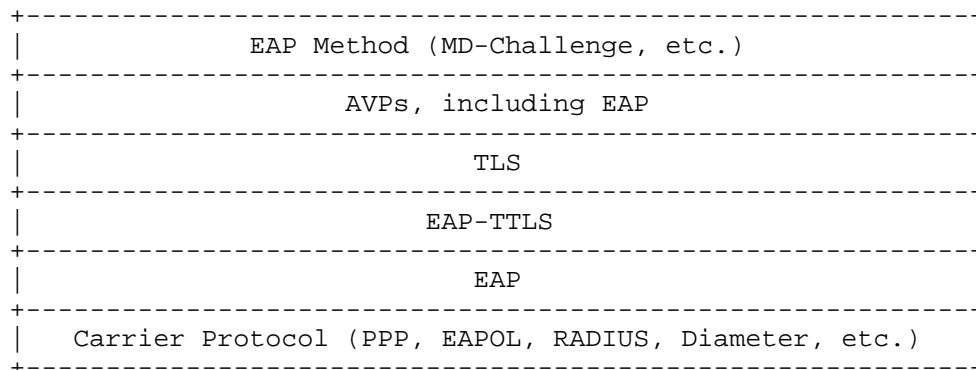 EAP Method (MD-Challenge, etc.)
AVPs, including EAP
TLS
EAP-TTLS
EAP
Carrier Protocol (PPP, EAPOL, RADIUS, Diameter, etc.)